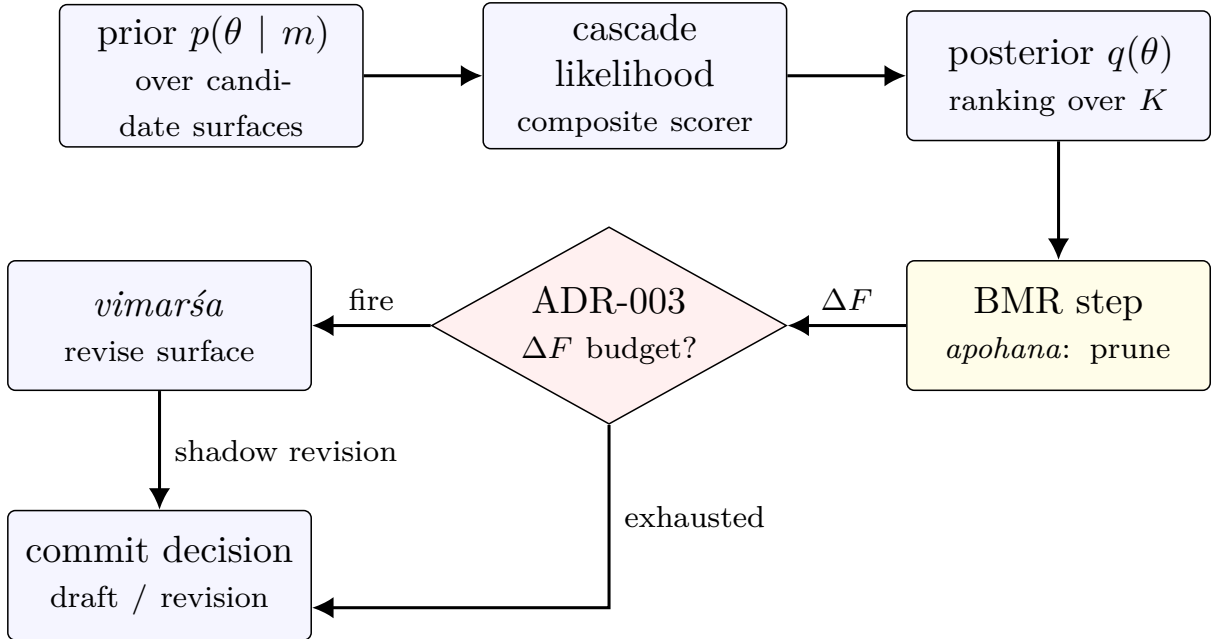 prior p(θ | m)
over candi-
date surfaces
cascade
likelihood
composite scorer
posterior q(θ)
ranking over K
vimarśa
revise surface
fire
ADR-003
ΔF budget?
ΔF
BMR step
apohana: prune
shadow revision
exhausted
commit decision
draft / revision